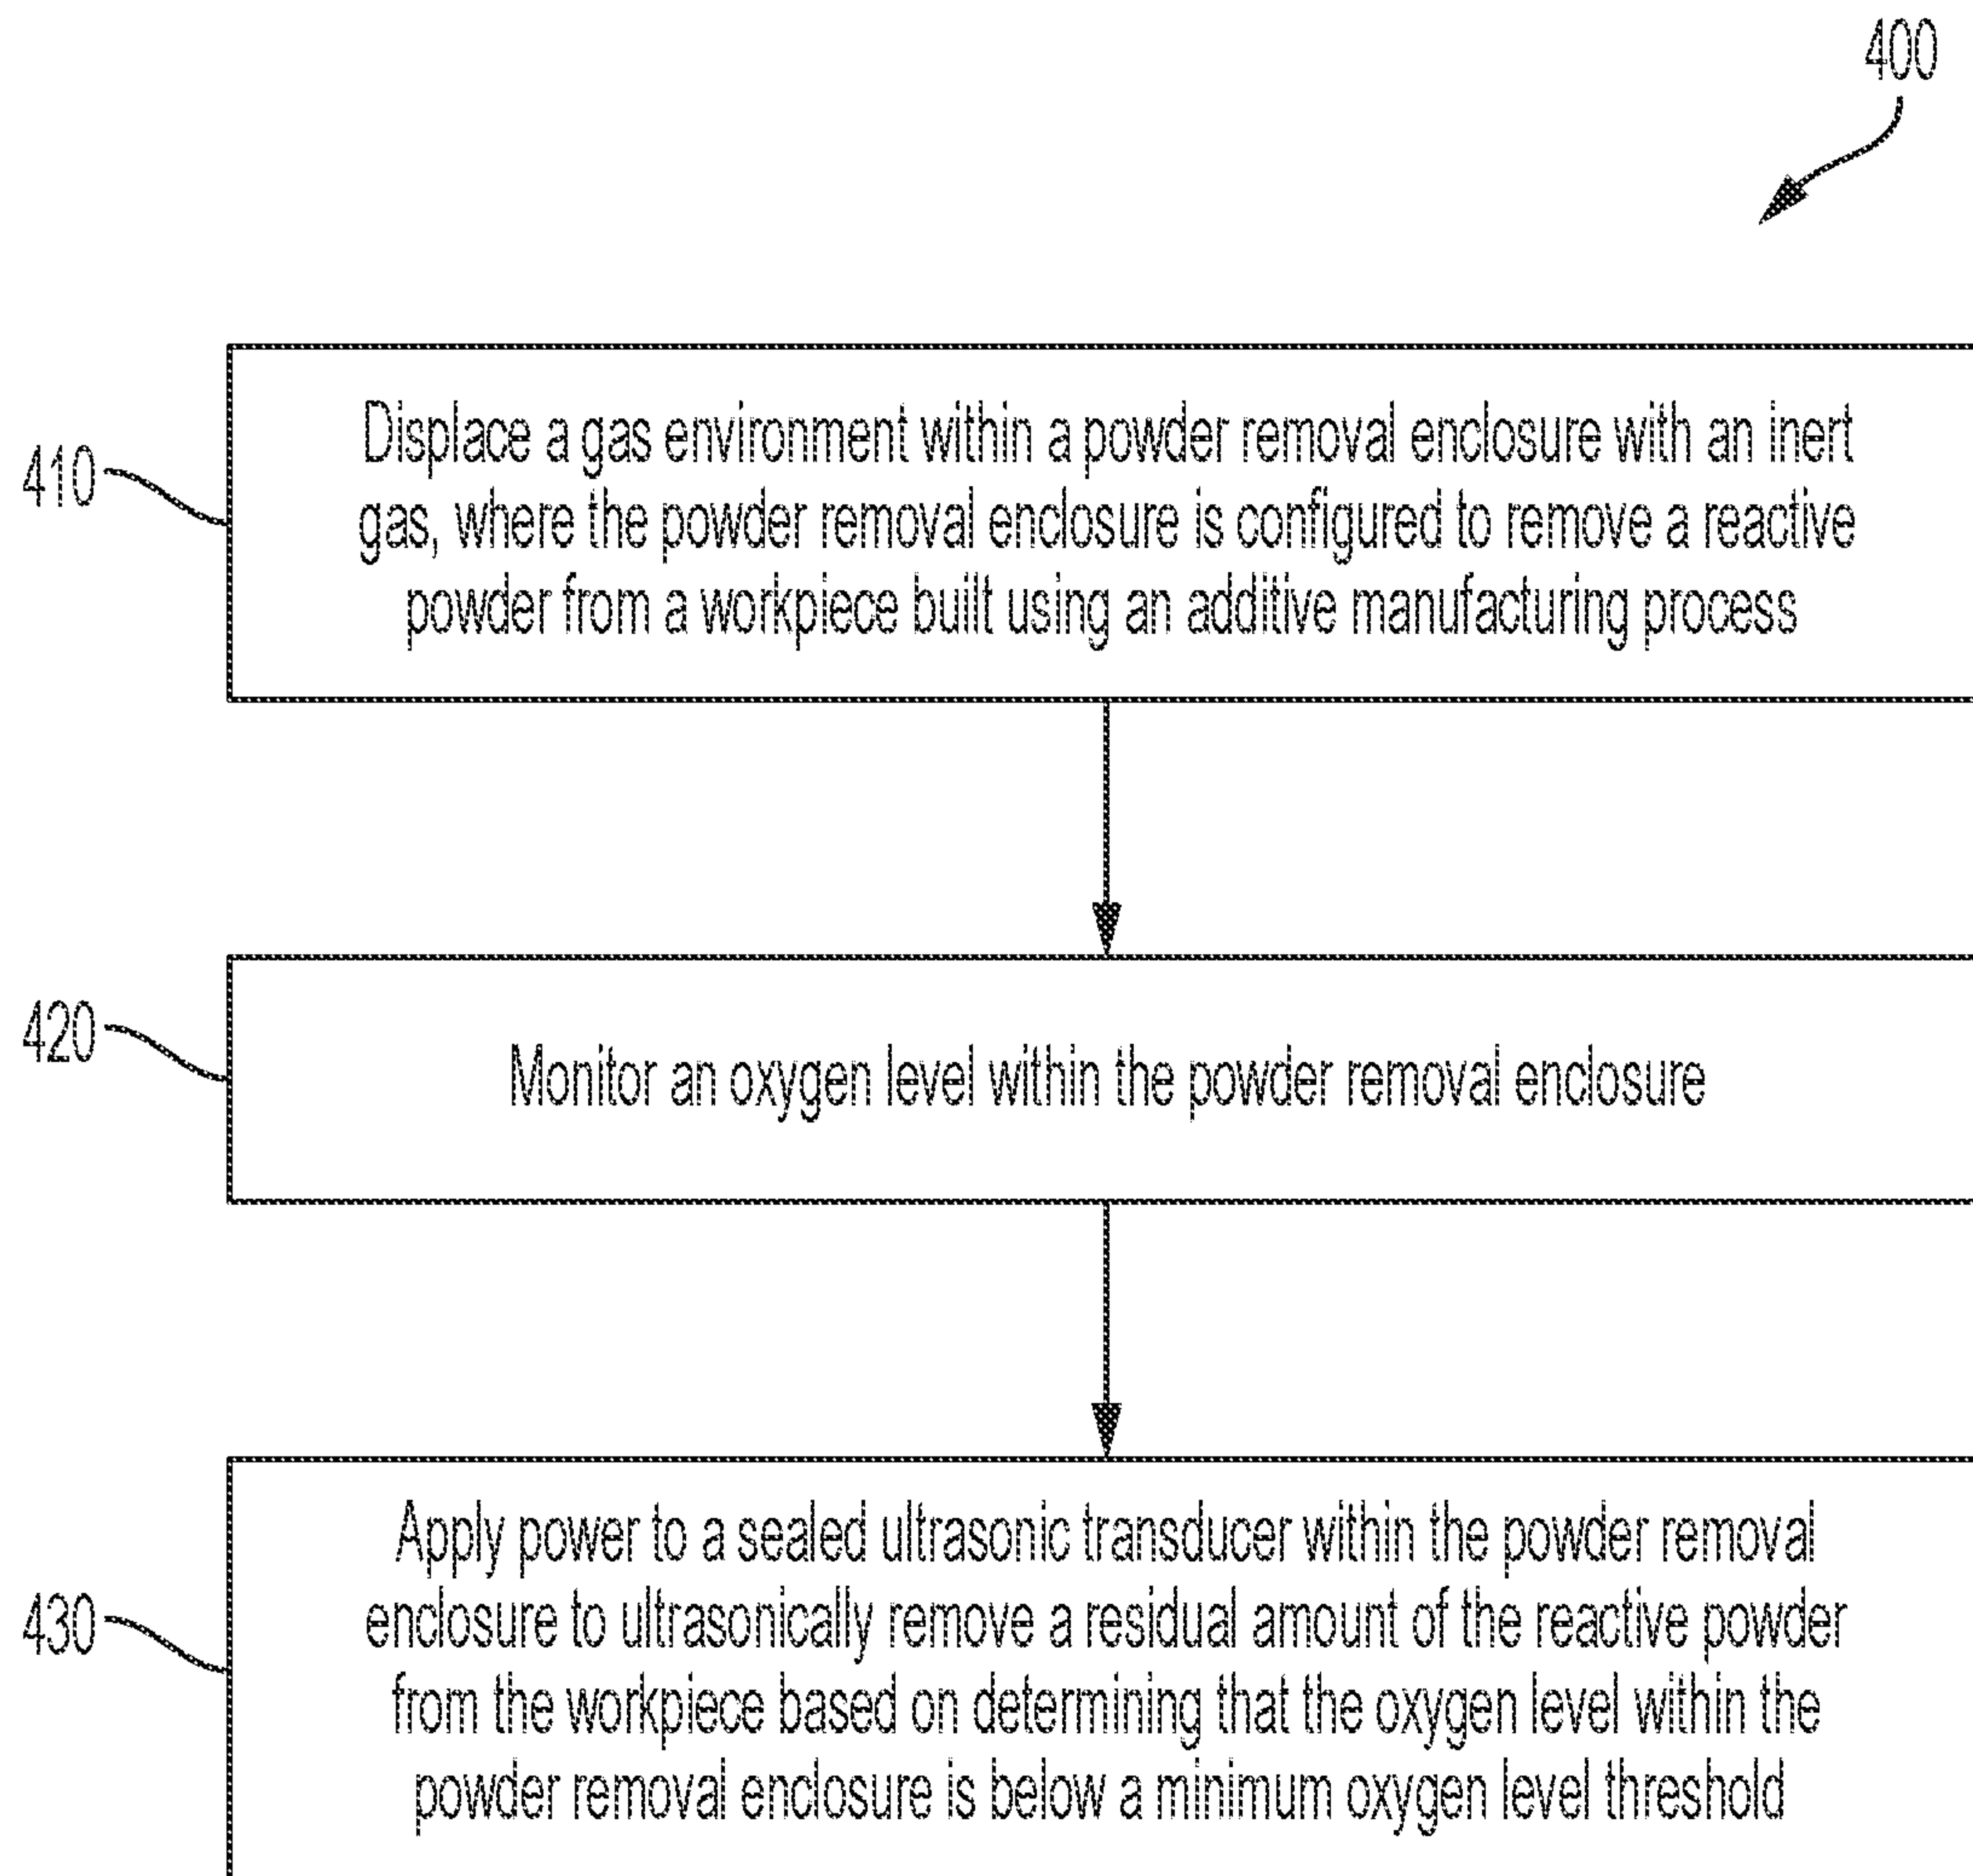 400
410
Displace a gas environment within a powder removal enclosure with an inert
gas, where the powder removal enclosure is configured to remove a reactive
powder from a workpiece built using an additive manufacturing process
420
Monitor an oxygen level within the powder removal enclosure
430
Apply power to a sealed ultrasonic transducer within the powder removal
enclosure to ultrasonically remove a residual amount of the reactive powder
from the workpiece based on determining that the oxygen level within the
powder removal enclosure is below a minimum oxygen level threshold